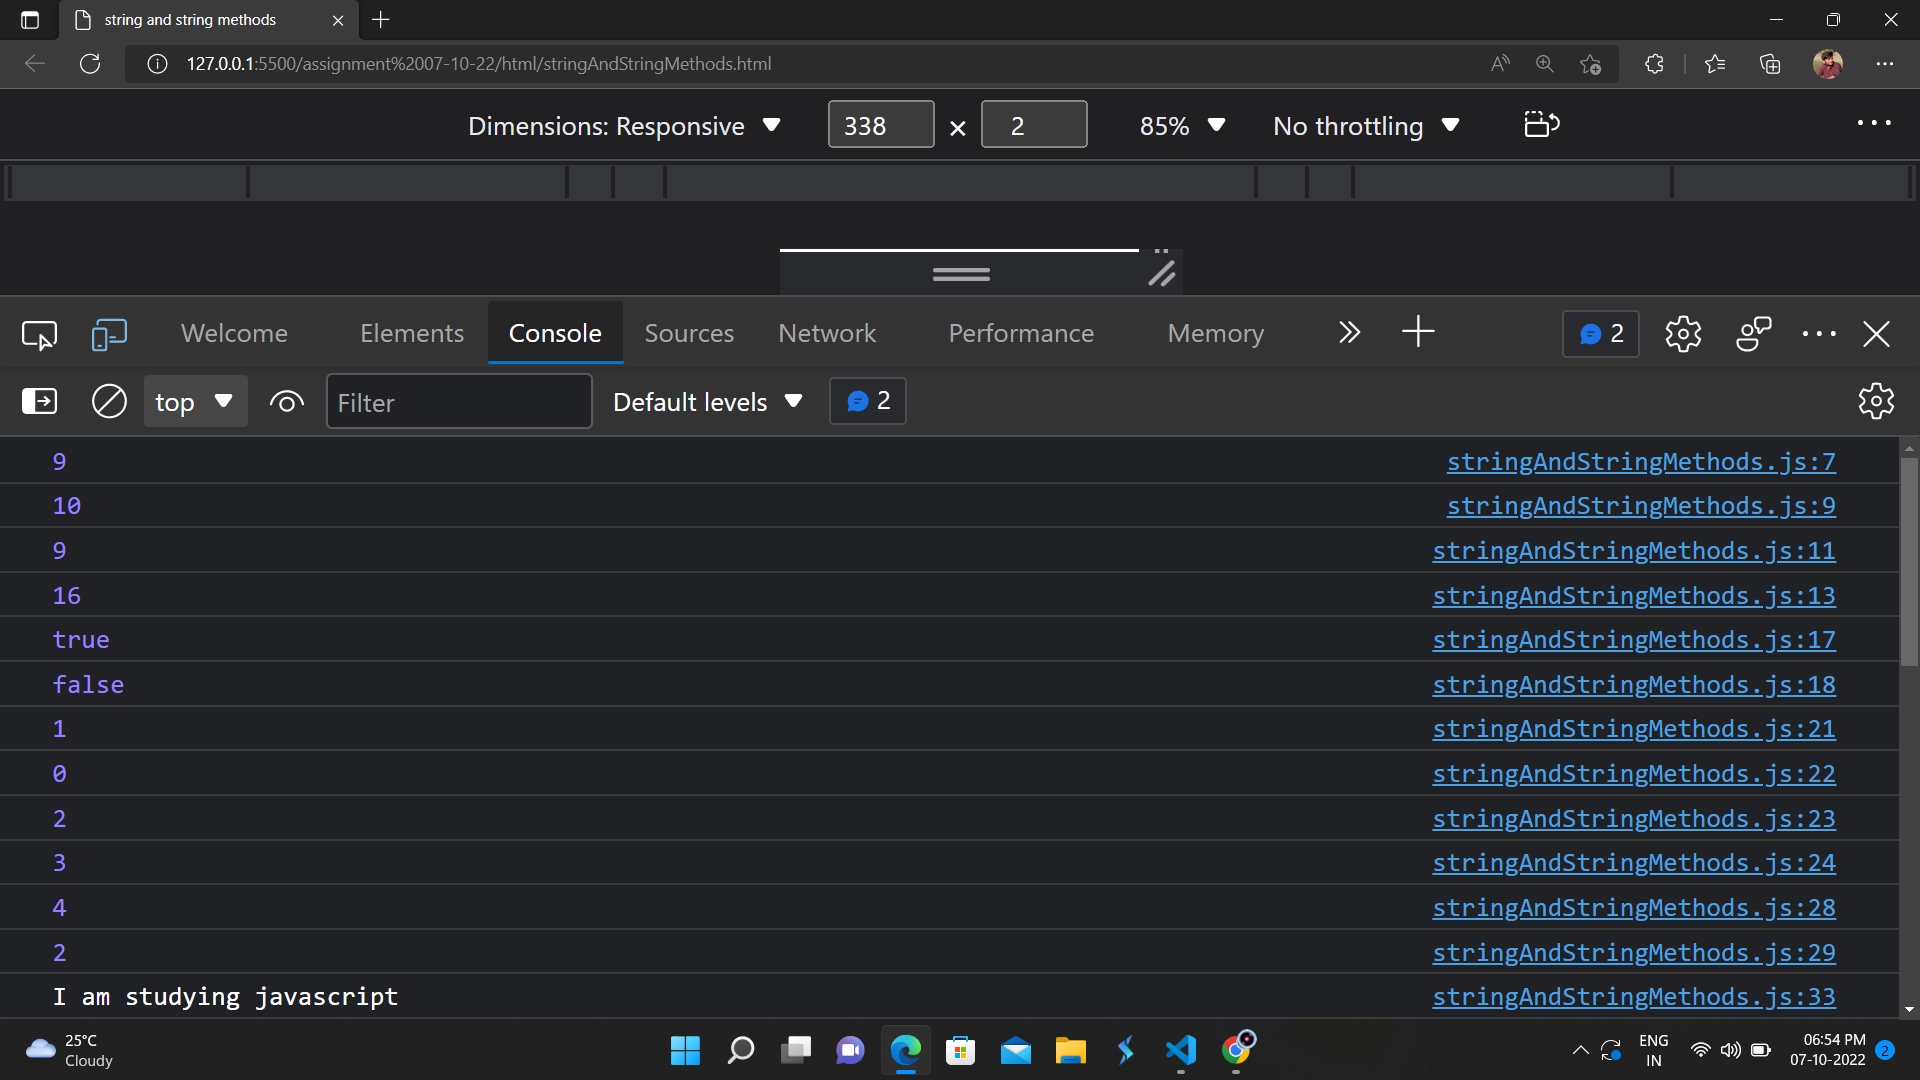 string and string methods
127.0.0.1:5500/assignment%2007-10-22/html/stringAndStringMethods.html
Dimensions: Responsive 338 × 2 85% No throttling
Welcome Elements Console Sources Network Performance Memory 2
top Filter Default levels 2
9 stringAndStringMethods.js:7
10 stringAndStringMethods.js:9
9 stringAndStringMethods.js:11
16 stringAndStringMethods.js:13
true stringAndStringMethods.js:17
false stringAndStringMethods.js:18
1 stringAndStringMethods.js:21
0 stringAndStringMethods.js:22
2 stringAndStringMethods.js:23
3 stringAndStringMethods.js:24
4 stringAndStringMethods.js:28
2 stringAndStringMethods.js:29
I am studying javascript stringAndStringMethods.js:33
25°C
Cloudy
ENG
IN
06:54 PM
07-10-2022
2